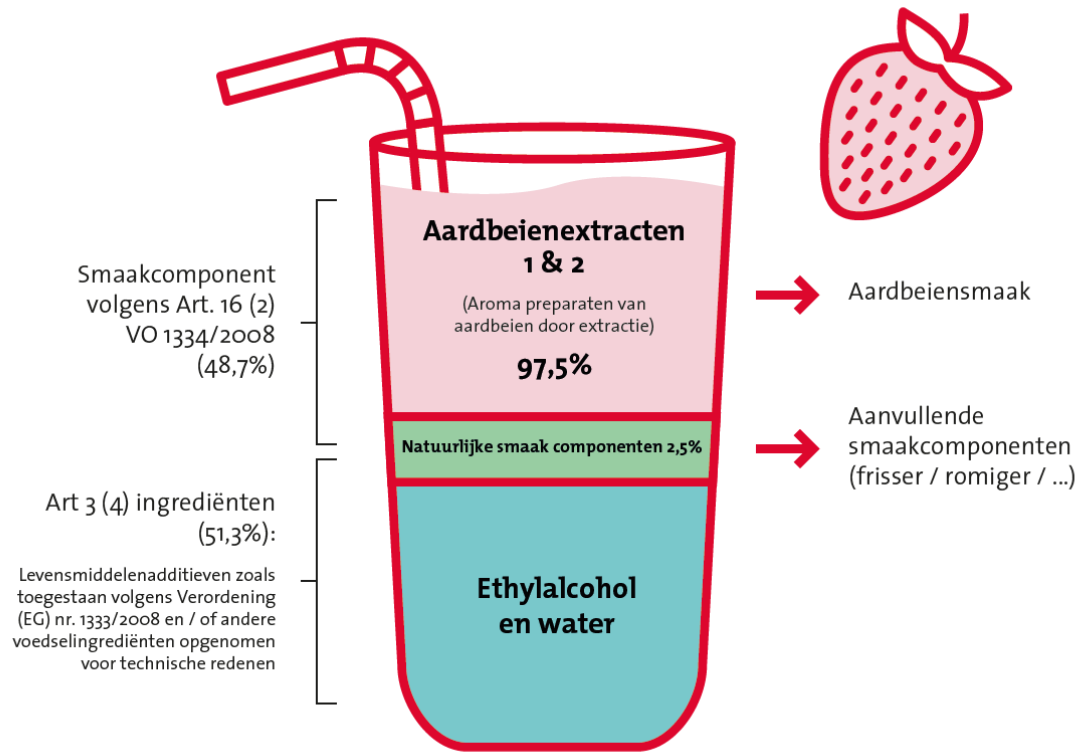 Smaakcomponent
volgens Art. 16 (2)
VO 1334/2008
(48,7%)
Aardbeienextracten
1 & 2
(Aroma preparaten van
aardbeien door extractie)
97,5%
Aardbeiensmaak
Natuurlijke smaak componenten 2,5%
Aanvullende
smaakcomponenten
(frisser / romiger / ...)
Art 3 (4) ingrediënten
(51,3%):
Levensmiddelenadditieven zoals
toegestaan volgens Verordening
(EG) nr. 1333/2008 en / of andere
voedselingrediënten opgenomen
voor technische redenen
Ethylalcohol
en water